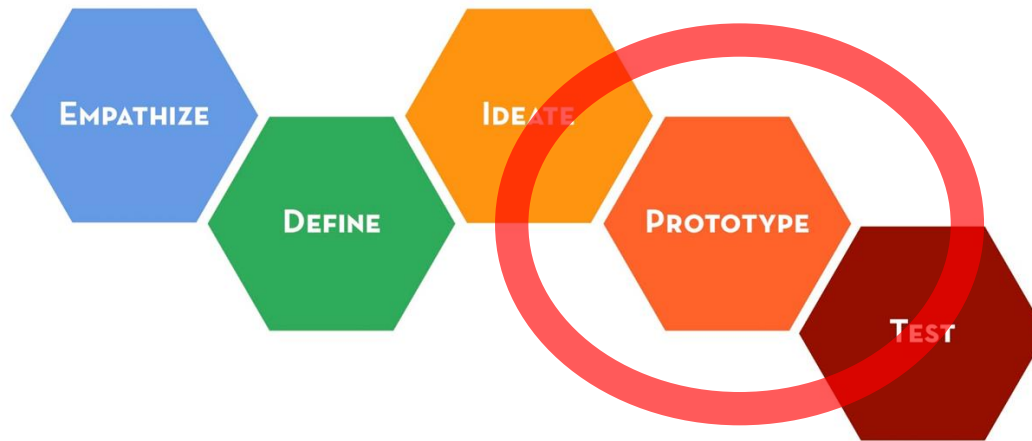 EMPATHIZE
DEFINE
IDEATE
PROTOTYPE
TEST